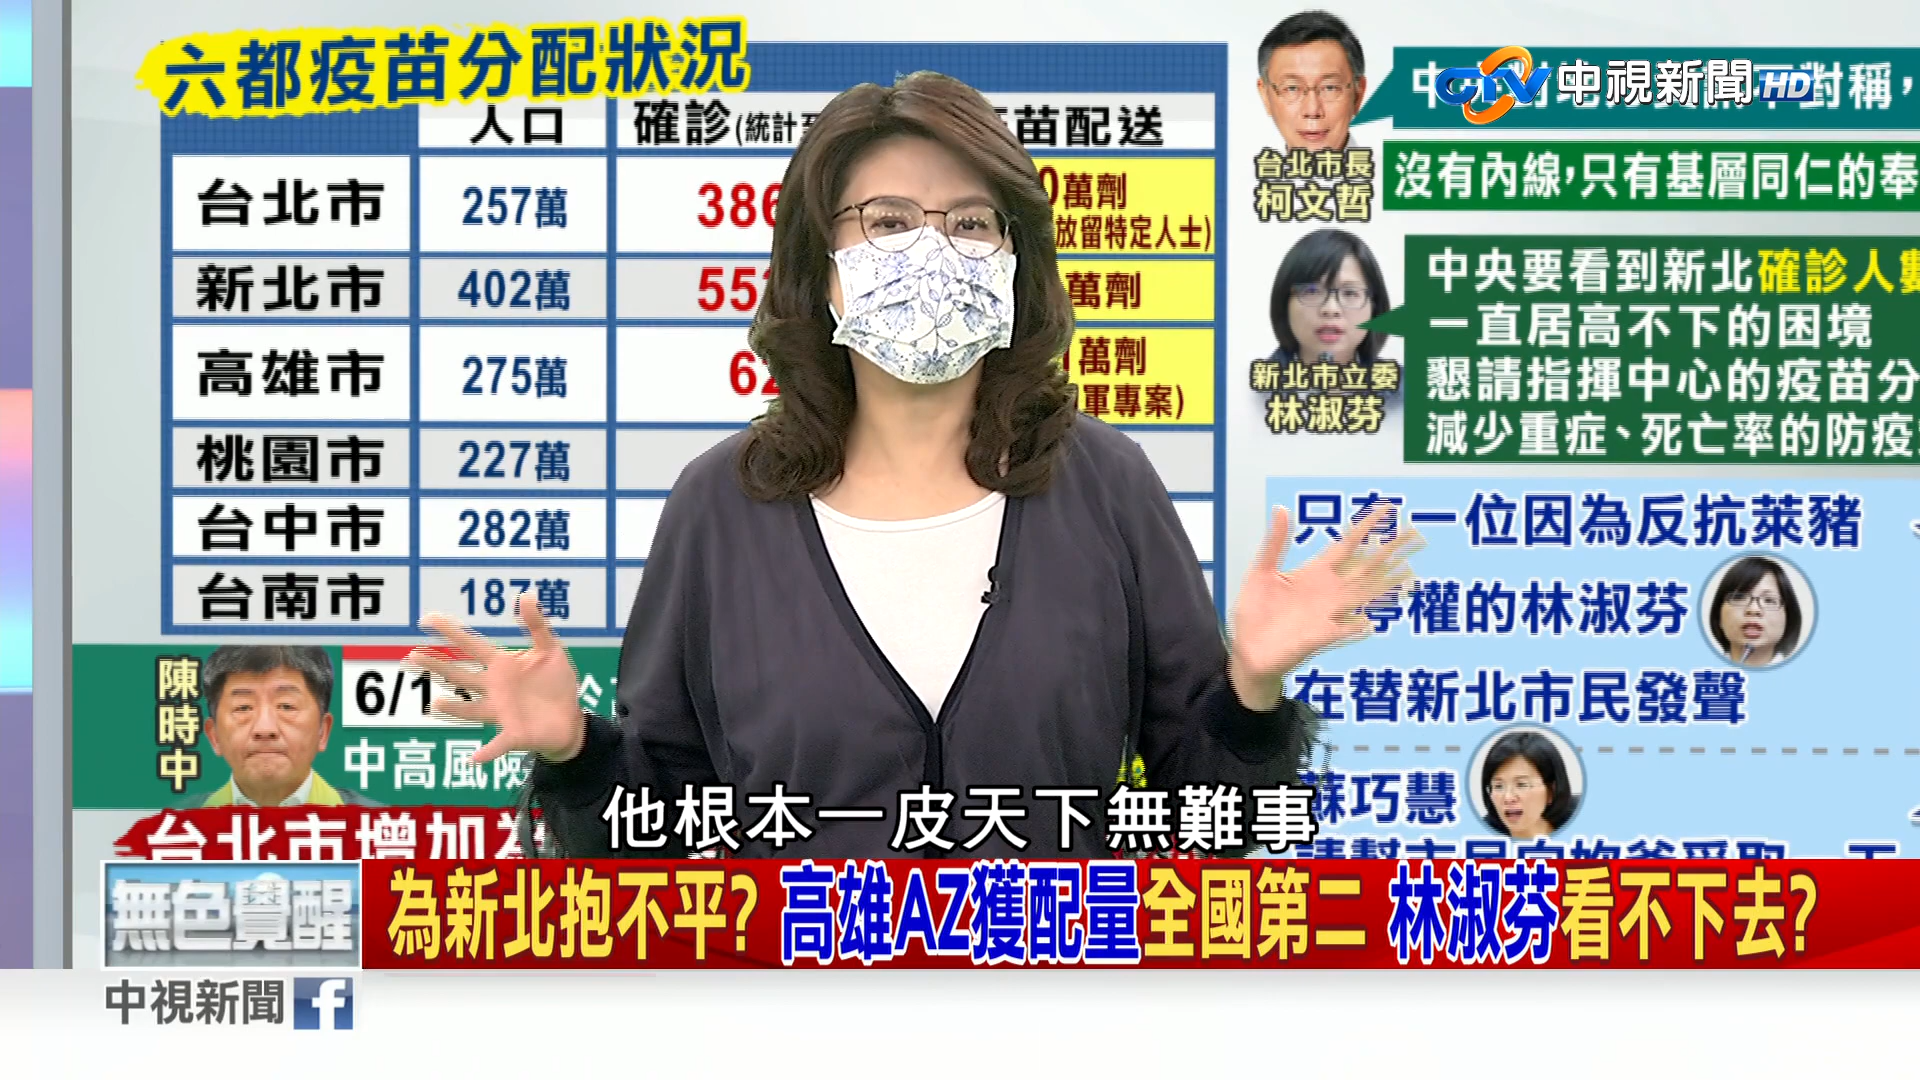 六都疫苗分配狀況
CTV中視新聞HD
人口 確診(統計至 苗配送
台北市 257萬 386 0萬劑
放留特定人士)
新北市 402萬 553 萬劑
高雄市 275萬 62 1萬劑
軍專案)
桃園市 227萬
台中市 282萬
台南市 187萬
對稱,
台北市長
柯文哲
沒有內線,只有基層同仁的奉
新北市立委
林淑芬
中央要看到新北確診人數
一直居高不下的困境
懇請指揮中心的疫苗分
減少重症、死亡率的防疫
只有一位因為反抗萊豬
停權的林淑芬
在替新北市民發聲
蘇巧慧
陳時中
6/1
中高風險
台北市增加為
他根本一皮天下無難事
無色覺醒
為新北抱不平? 高雄AZ獲配量全國第二 林淑芬看不下去?
中視新聞 f